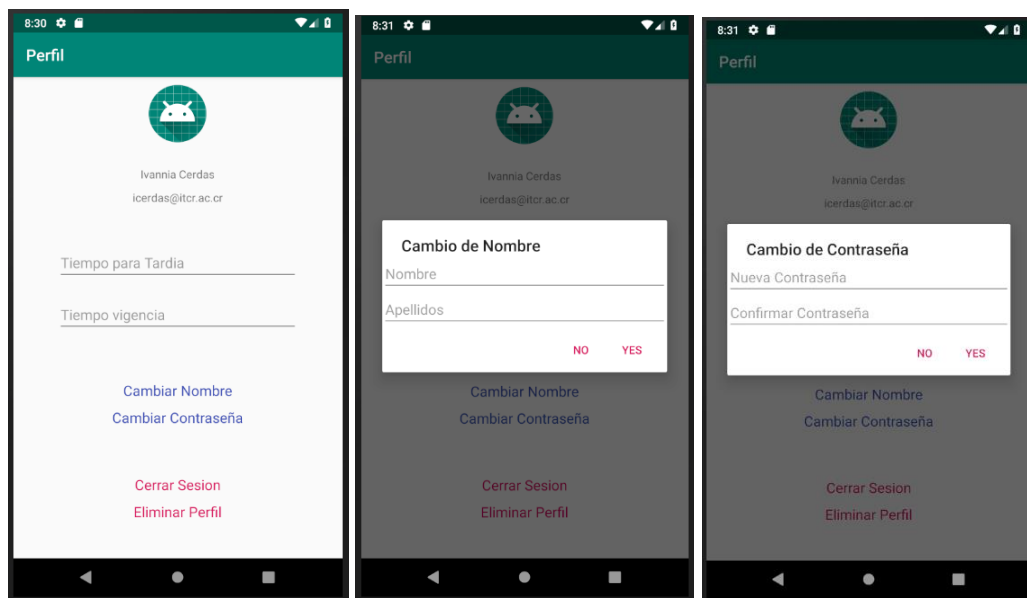 8:30
Perfil
Ivannia Cerdas
icerdas@itcr.ac.cr
Tiempo para Tardia
Tiempo vigencia
Cambiar Nombre
Cambiar Contraseña
Cerrar Sesion
Eliminar Perfil
8:31
Perfil
Ivannia Cerdas
icerdas@itcr.ac.cr
Cambio de Nombre
Nombre
Apellidos
NO YES
Cambiar Nombre
Cambiar Contraseña
Cerrar Sesion
Eliminar Perfil
8:31
Perfil
Ivannia Cerdas
icerdas@itcr.ac.cr
Cambio de Contraseña
Nueva Contraseña
Confirmar Contraseña
NO YES
Cambiar Nombre
Cambiar Contraseña
Cerrar Sesion
Eliminar Perfil